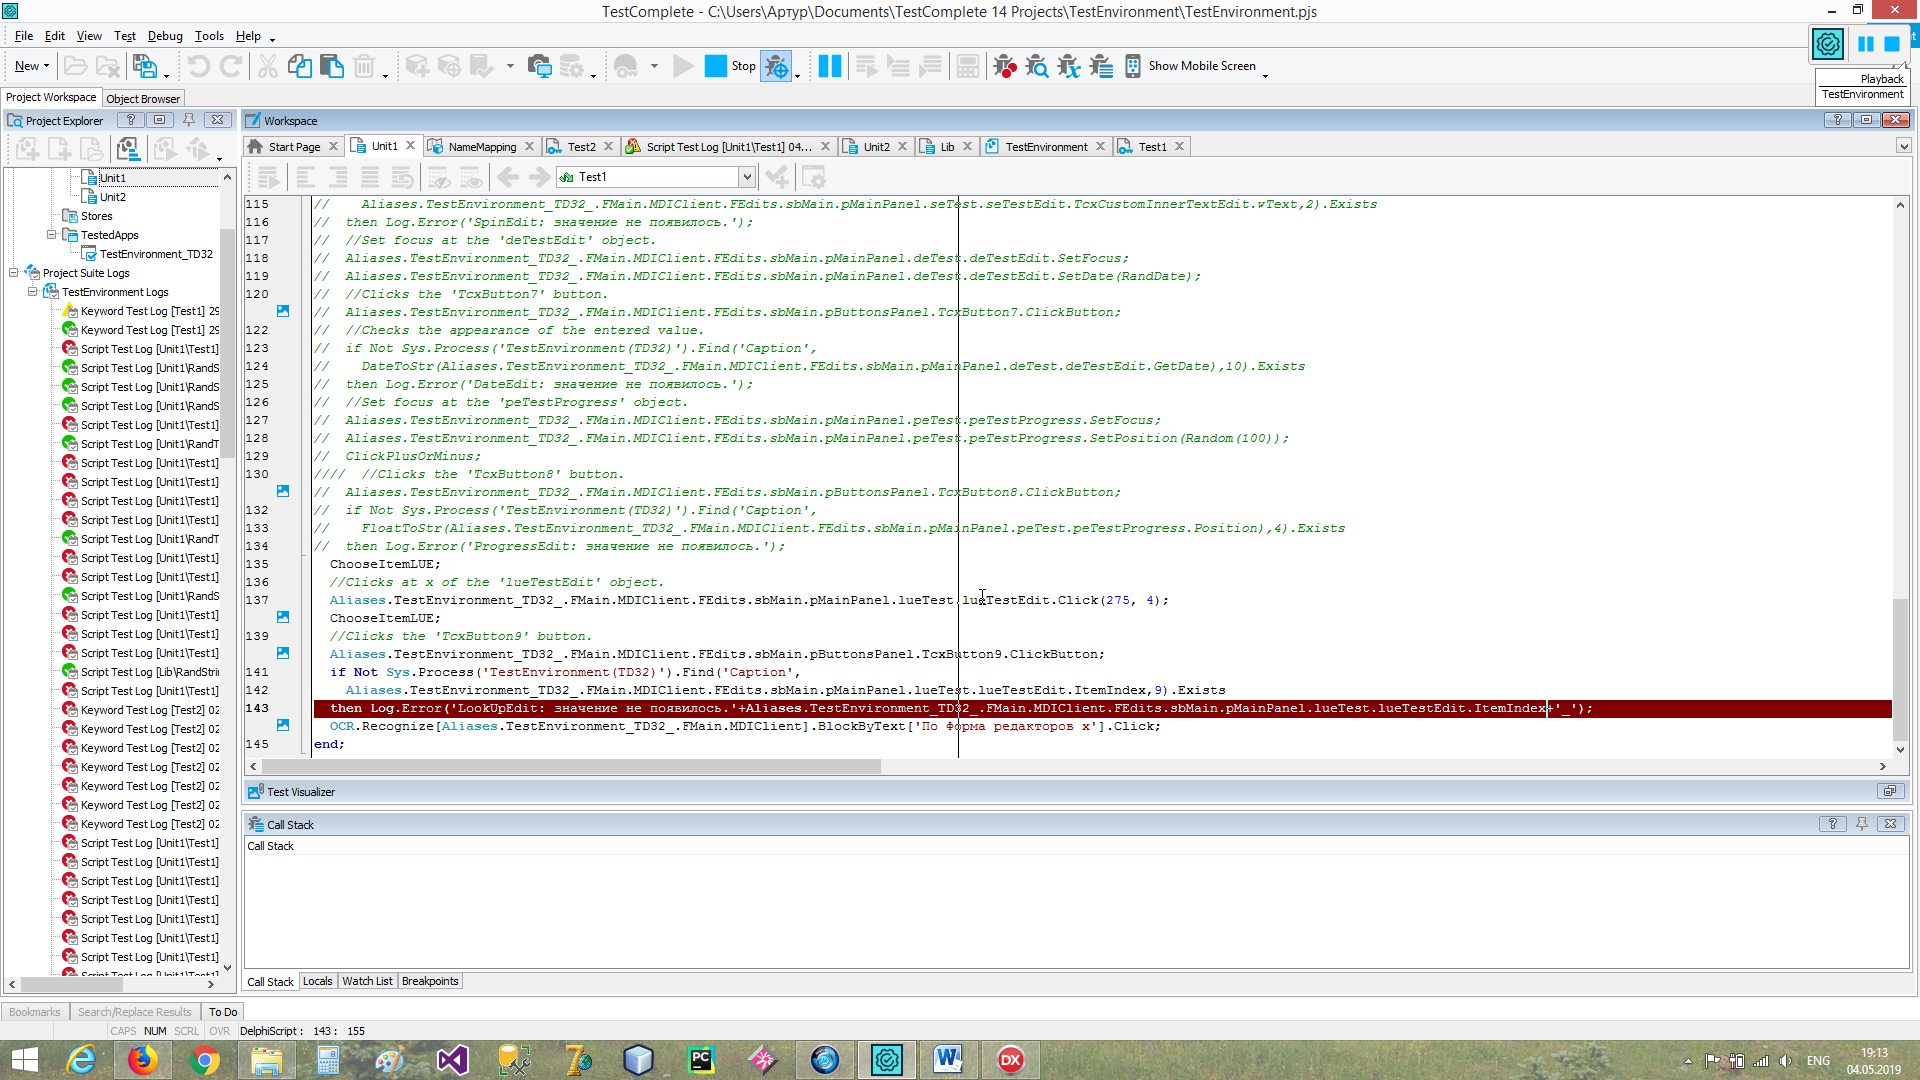 TestComplete - C:\Users\Артур\Documents\TestComplete 14 Projects\TestEnvironment\TestEnvironment.pjs
File Edit View Test Debug Tools Help
New Stop Show Mobile Screen
Playback
TestEnvironment
Project Workspace Object Browser
Project Explorer
Workspace
Start Page Unit1 NameMapping Test2 Script Test Log [Unit1\Test1] 04... Unit2 Lib TestEnvironment Test1
Test1
Unit1
Unit2
Stores
TestedApps
TestEnvironment_TD32
Project Suite Logs
TestEnvironment Logs
Keyword Test Log [Test1] 29
Keyword Test Log [Test1] 29
Script Test Log [Unit1\Test1]
Script Test Log [Unit1\RandS
Script Test Log [Unit1\RandS
Script Test Log [Unit1\RandS
Script Test Log [Unit1\Test1]
Script Test Log [Unit1\RandT
Script Test Log [Unit1\Test1]
Script Test Log [Unit1\Test1]
Script Test Log [Unit1\Test1]
Script Test Log [Unit1\Test1]
Script Test Log [Unit1\RandT
Script Test Log [Unit1\Test1]
Script Test Log [Unit1\Test1]
Script Test Log [Unit1\RandS
Script Test Log [Unit1\Test1]
Script Test Log [Unit1\Test1]
Script Test Log [Unit1\Test1]
Script Test Log [Lib\RandStri
Script Test Log [Unit1\Test1]
Keyword Test Log [Test2] 02
Keyword Test Log [Test2] 02
Keyword Test Log [Test2] 02
Keyword Test Log [Test2] 02
Keyword Test Log [Test2] 02
Keyword Test Log [Test2] 02
Keyword Test Log [Test2] 02
Script Test Log [Unit1\Test1]
Script Test Log [Unit1\Test1]
Script Test Log [Unit1\Test1]
Script Test Log [Unit1\Test1]
Script Test Log [Unit1\Test1]
Script Test Log [Unit1\Test1]
Script Test Log [Unit1\Test1]
Script Test Log [Unit1\Test1]
115 // Aliases.TestEnvironment_TD32_.FMain.MDIClient.FEdits.sbMain.pMainPanel.seTest.seTestEdit.TcxCustomInnerTextEdit.wText,2).Exists
116 // then Log.Error('SpinEdit: значение не появилось.');
117 // //Set focus at the 'deTestEdit' object.
118 // Aliases.TestEnvironment_TD32_.FMain.MDIClient.FEdits.sbMain.pMainPanel.deTest.deTestEdit.SetFocus;
119 // Aliases.TestEnvironment_TD32_.FMain.MDIClient.FEdits.sbMain.pMainPanel.deTest.deTestEdit.SetDate(RandDate);
120 // //Clicks the 'TcxButton7' button.
// Aliases.TestEnvironment_TD32_.FMain.MDIClient.FEdits.sbMain.pButtonsPanel.TcxButton7.ClickButton;
122 // //Checks the appearance of the entered value.
123 // if Not Sys.Process('TestEnvironment(TD32)').Find('Caption',
124 // DateToStr(Aliases.TestEnvironment_TD32_.FMain.MDIClient.FEdits.sbMain.pMainPanel.deTest.deTestEdit.GetDate),10).Exists
125 // then Log.Error('DateEdit: значение не появилось.');
126 // //Set focus at the 'peTestProgress' object.
127 // Aliases.TestEnvironment_TD32_.FMain.MDIClient.FEdits.sbMain.pMainPanel.peTest.peTestProgress.SetFocus;
128 // Aliases.TestEnvironment_TD32_.FMain.MDIClient.FEdits.sbMain.pMainPanel.peTest.peTestProgress.SetPosition(Random(100));
129 // ClickPlusOrMinus;
130 //// //Clicks the 'TcxButton8' button.
// Aliases.TestEnvironment_TD32_.FMain.MDIClient.FEdits.sbMain.pButtonsPanel.TcxButton8.ClickButton;
132 // if Not Sys.Process('TestEnvironment(TD32)').Find('Caption',
133 // FloatToStr(Aliases.TestEnvironment_TD32_.FMain.MDIClient.FEdits.sbMain.pMainPanel.peTest.peTestProgress.Position),4).Exists
134 // then Log.Error('ProgressEdit: значение не появилось.');
135 ChooseItemLUE;
136 //Clicks at x of the 'lueTestEdit' object.
137 Aliases.TestEnvironment_TD32_.FMain.MDIClient.FEdits.sbMain.pMainPanel.lueTest.lueTestEdit.Click(275, 4);
ChooseItemLUE;
139 //Clicks the 'TcxButton9' button.
Aliases.TestEnvironment_TD32_.FMain.MDIClient.FEdits.sbMain.pButtonsPanel.TcxButton9.ClickButton;
141 if Not Sys.Process('TestEnvironment(TD32)').Find('Caption',
142 Aliases.TestEnvironment_TD32_.FMain.MDIClient.FEdits.sbMain.pMainPanel.lueTest.lueTestEdit.ItemIndex,9).Exists
143 then Log.Error('LookUpEdit: значение не появилось.'+Aliases.TestEnvironment_TD32_.FMain.MDIClient.FEdits.sbMain.pMainPanel.lueTest.lueTestEdit.ItemIndex+'_');
OCR.Recognize[Aliases.TestEnvironment_TD32_.FMain.MDIClient].BlockByText['По Форма редакторов x'].Click;
145 end;
Test Visualizer
Call Stack
Call Stack
Call Stack Locals Watch List Breakpoints
Bookmarks Search/Replace Results To Do
CAPS NUM SCRL OVR DelphiScript : 143 : 155
PC
DX
ENG
19:13
04.05.2019